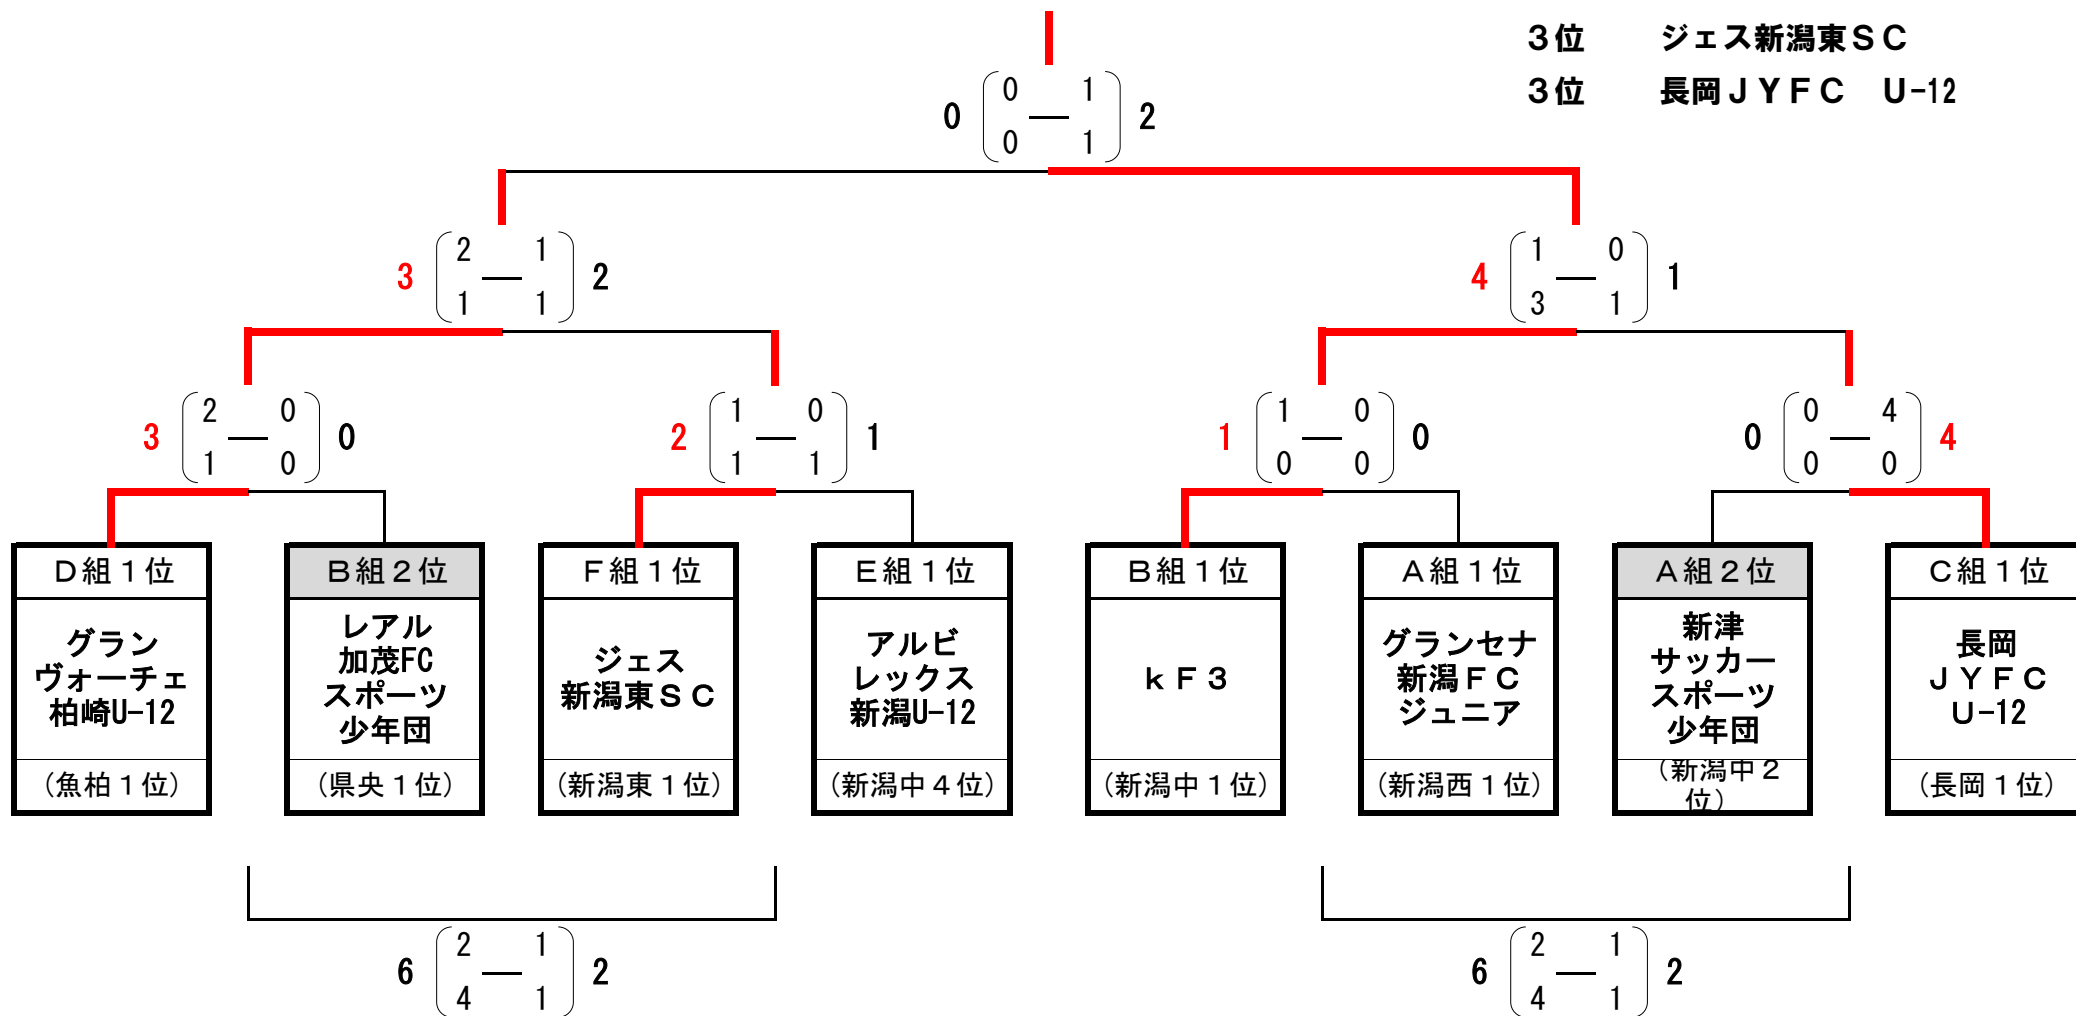 3位 ジェス新潟東ＳＣ
3位 長岡ＪＹＦＣ U-12
0 0 — 1 2
0 1
3 2 — 1 2
1 1
4 1 — 0 1
3 1
3 2 — 0 0
1 0
2 1 — 0 1
1 1
1 1 — 0 0
0 0
0 0 — 4 4
0 0
Ｄ組１位
グラン
ヴォーチェ
柏崎U-12
（魚柏１位）
Ｂ組２位
レアル
加茂FC
スポーツ
少年団
（県央１位）
Ｆ組１位
ジェス
新潟東ＳＣ
（新潟東１位）
Ｅ組１位
アルビ
レックス
新潟U-12
（新潟中４位）
Ｂ組１位
ｋＦ３
（新潟中１位）
Ａ組１位
グランセナ
新潟ＦＣ
ジュニア
（新潟西１位）
Ａ組２位
新津
サッカー
スポーツ
少年団
（新潟中２
位）
Ｃ組１位
長岡
ＪＹＦＣ
U-12
（長岡１位）
6 2 — 1 2
4 1
6 2 — 1 2
4 1